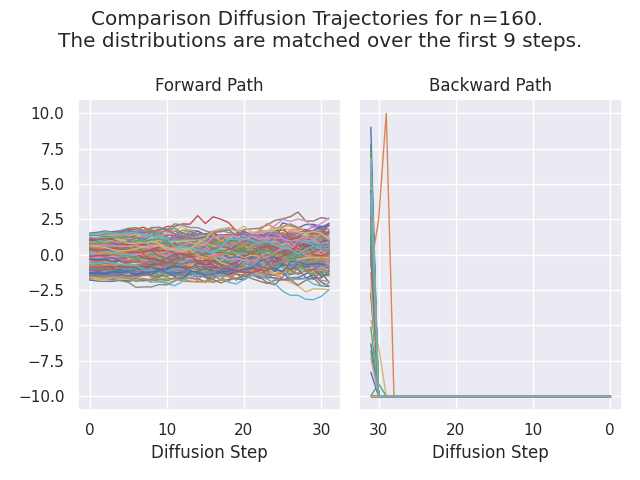 Comparison Diffusion Trajectories for n=160.
The distributions are matched over the first 9 steps.
Forward Path
Backward Path
10.0
7.5
5.0
2.5
0.0
−2.5
−5.0
−7.5
−10.0
0 10 20 30
30 20 10 0
Diffusion Step
Diffusion Step